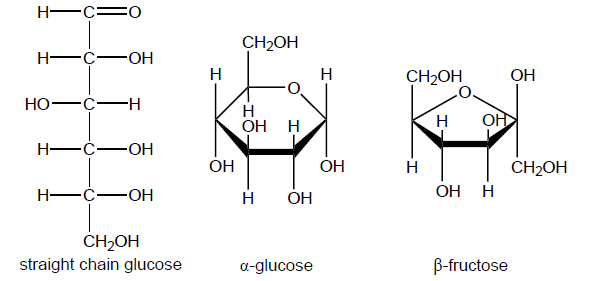 H C O
H C OH
HO C H
H C OH
H C OH
CH₂OH
straight chain glucose
CH₂OH
H O H
H
OH H
OH OH
H OH
α-glucose
CH₂OH OH
O
H OH
H CH₂OH
OH H
β-fructose